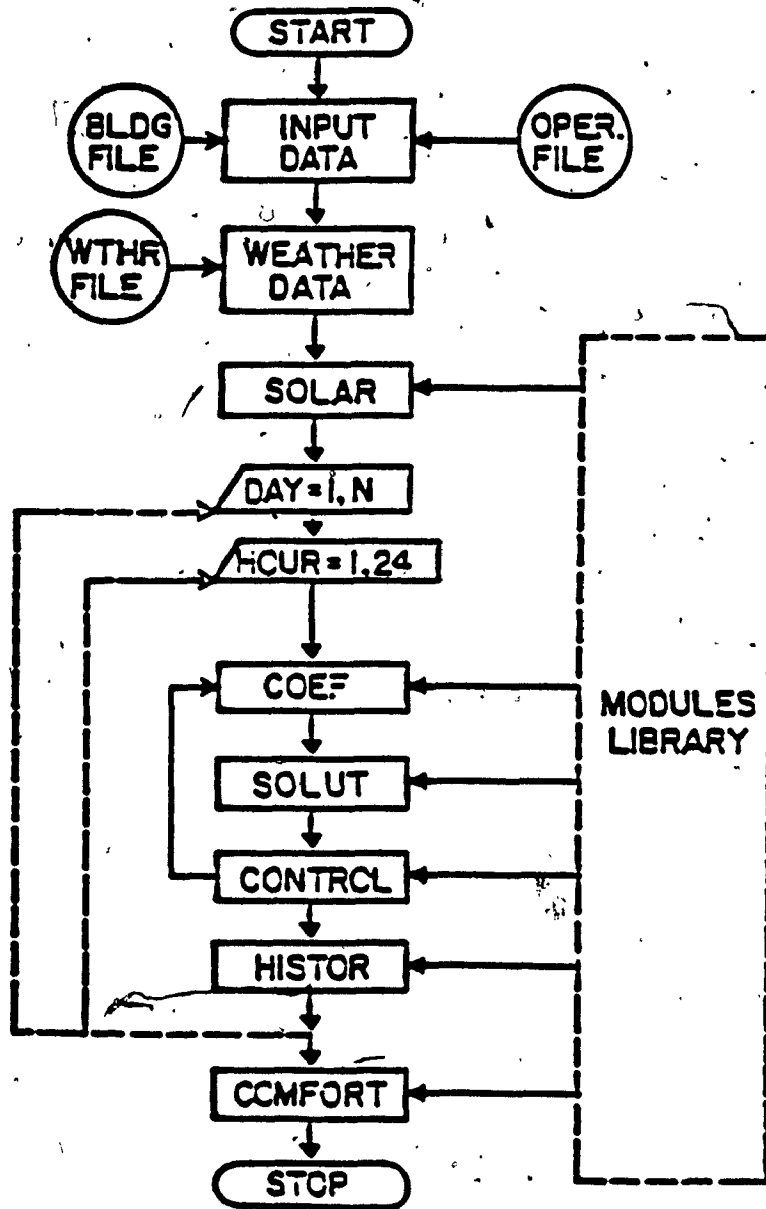 START
BLDG
FILE
INPUT
DATA
OPER.
FILE
WTHR
FILE
WEATHER
DATA
SOLAR
DAY = 1, N
HOUR = 1,24
COEF
SOLUT
CONTROL
HISTOR
COMFORT
STOP
MODULES
LIBRARY